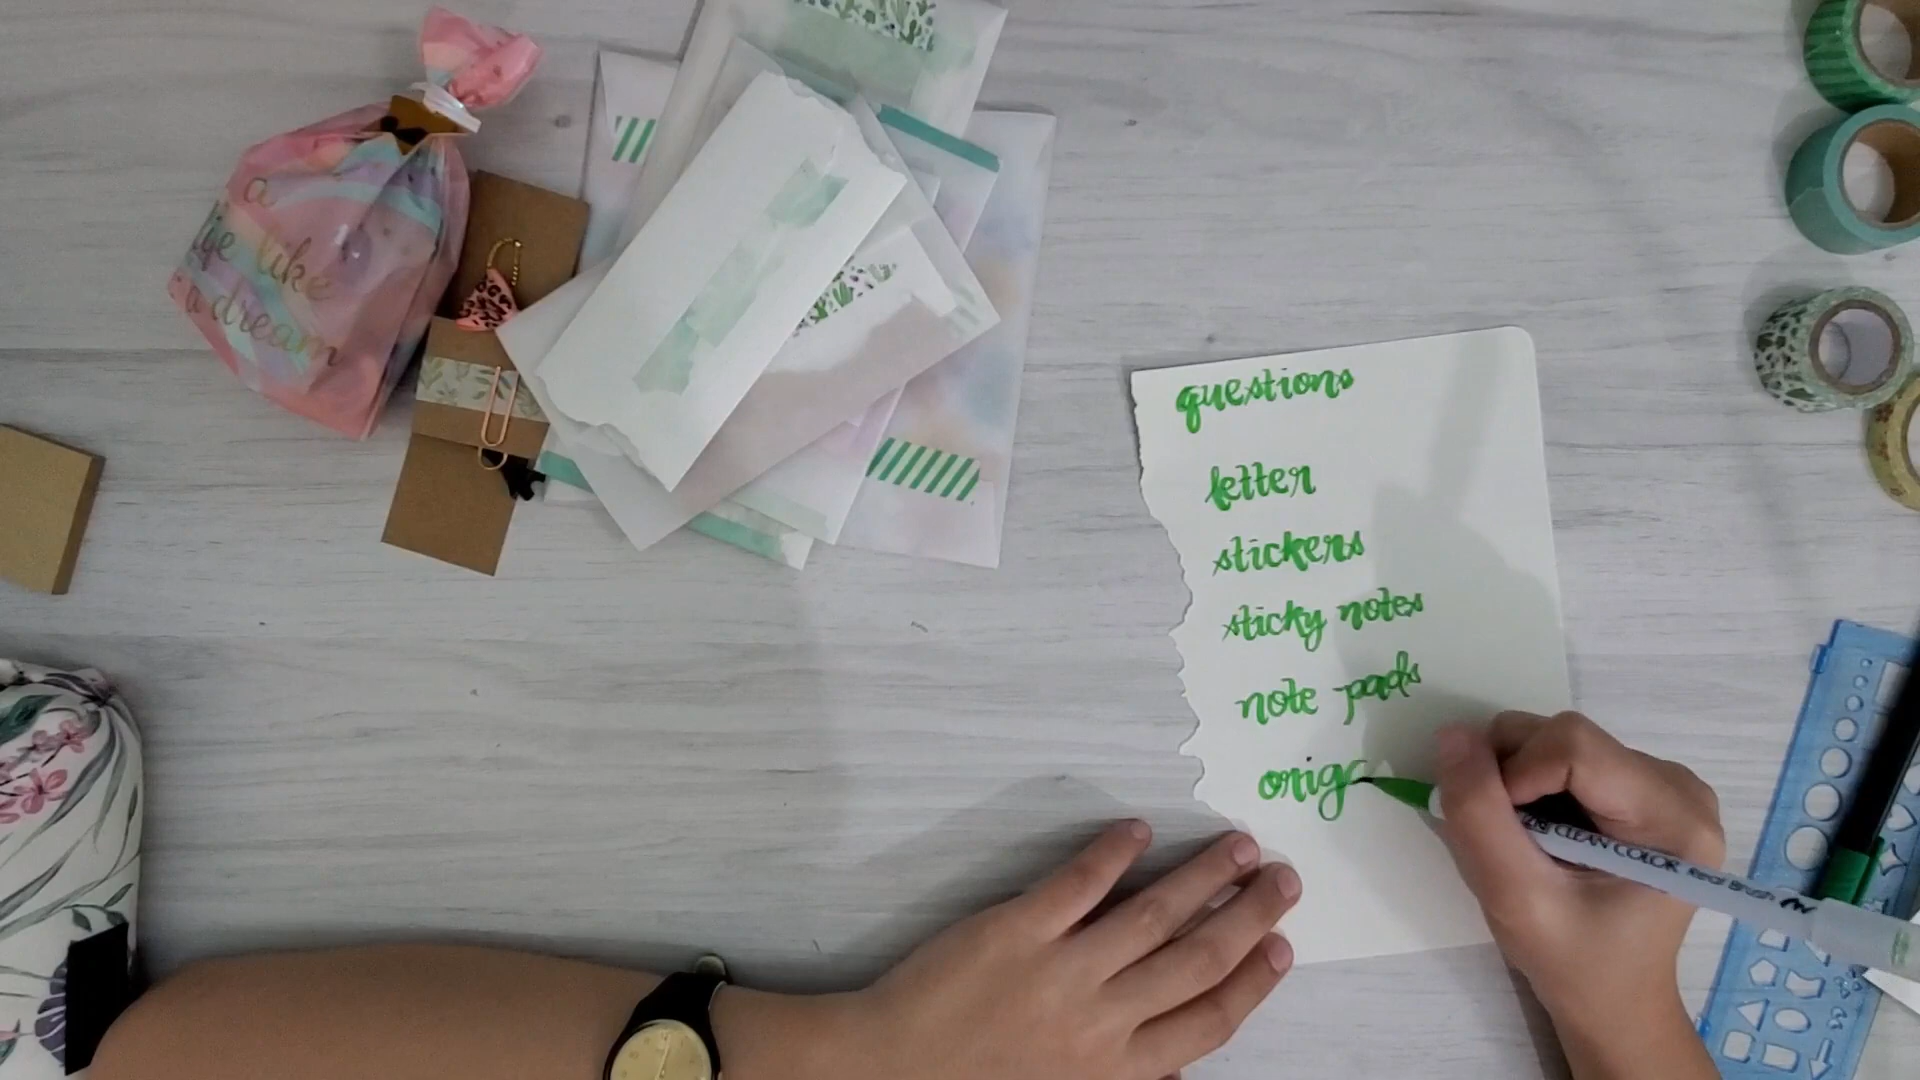 a
life like
a dream
questions
letter
stickers
sticky notes
note pads
origa
CLEAN COLOR Real Brush